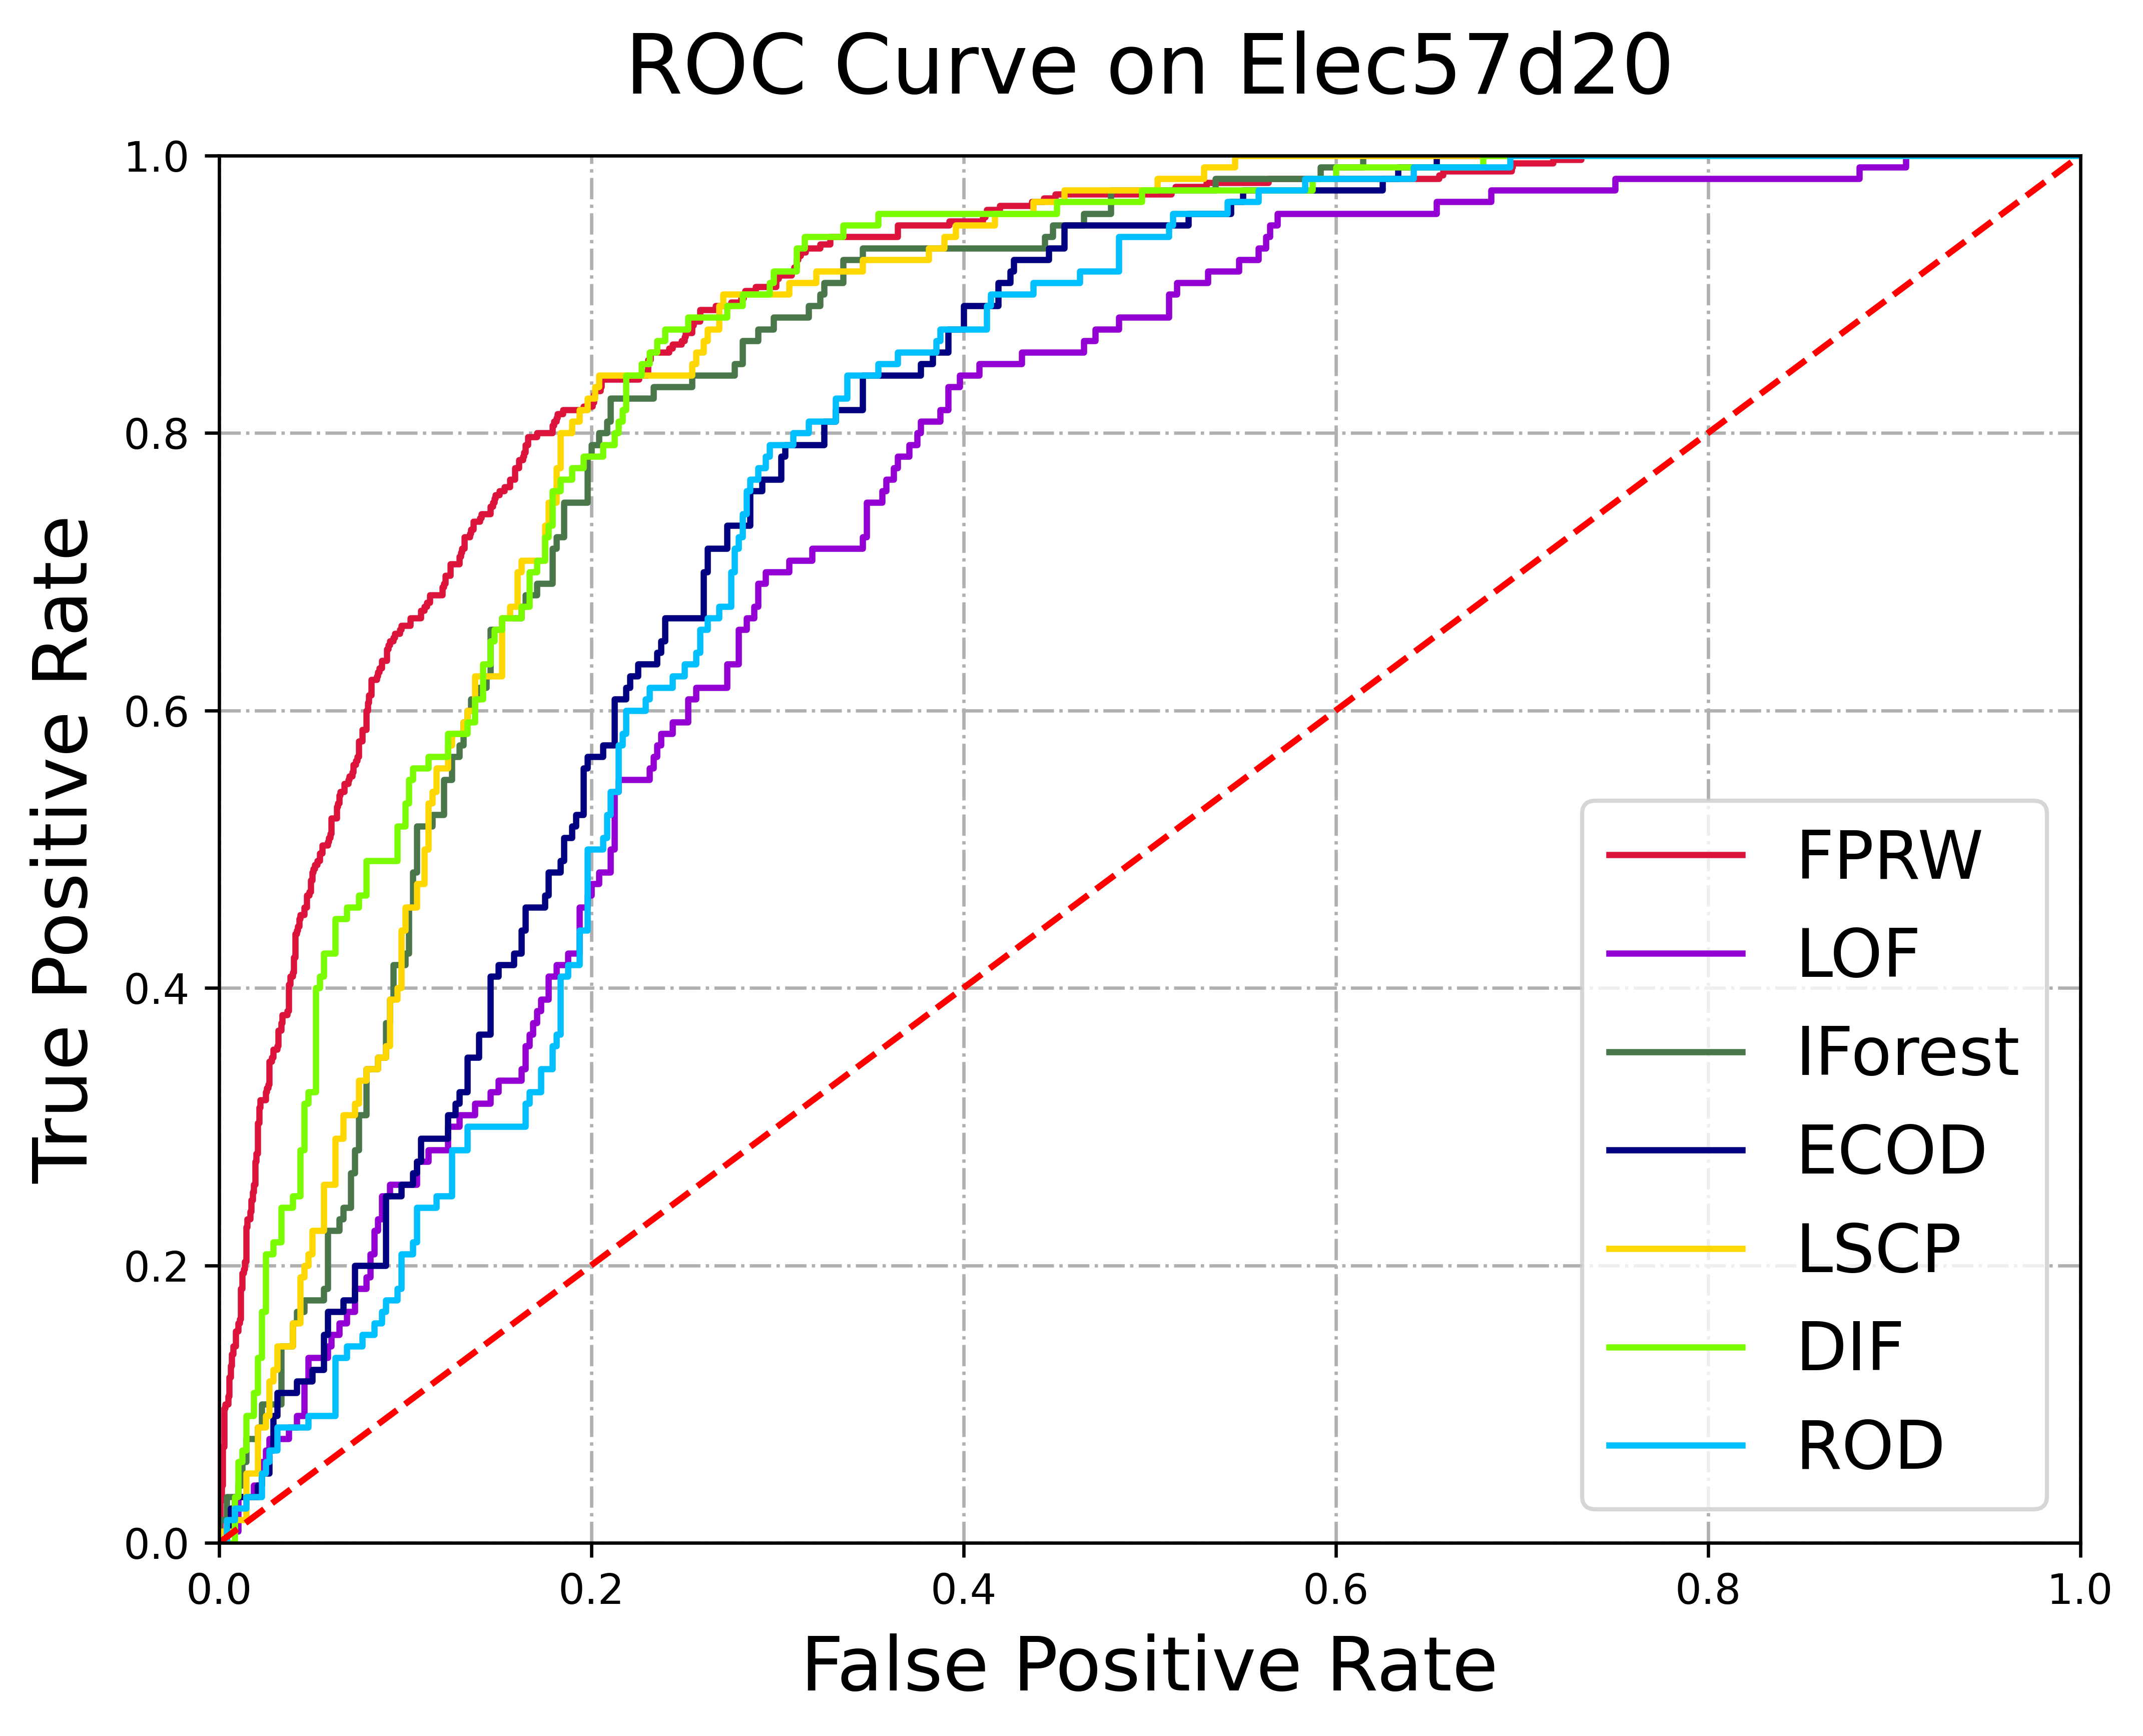 ROC Curve on Elec57d20
1.0
0.8
0.6
0.4
0.2
0.0
True Positive Rate
FPRW
LOF
IForest
ECOD
LSCP
DIF
ROD
0.0 0.2 0.4 0.6 0.8 1.0
False Positive Rate